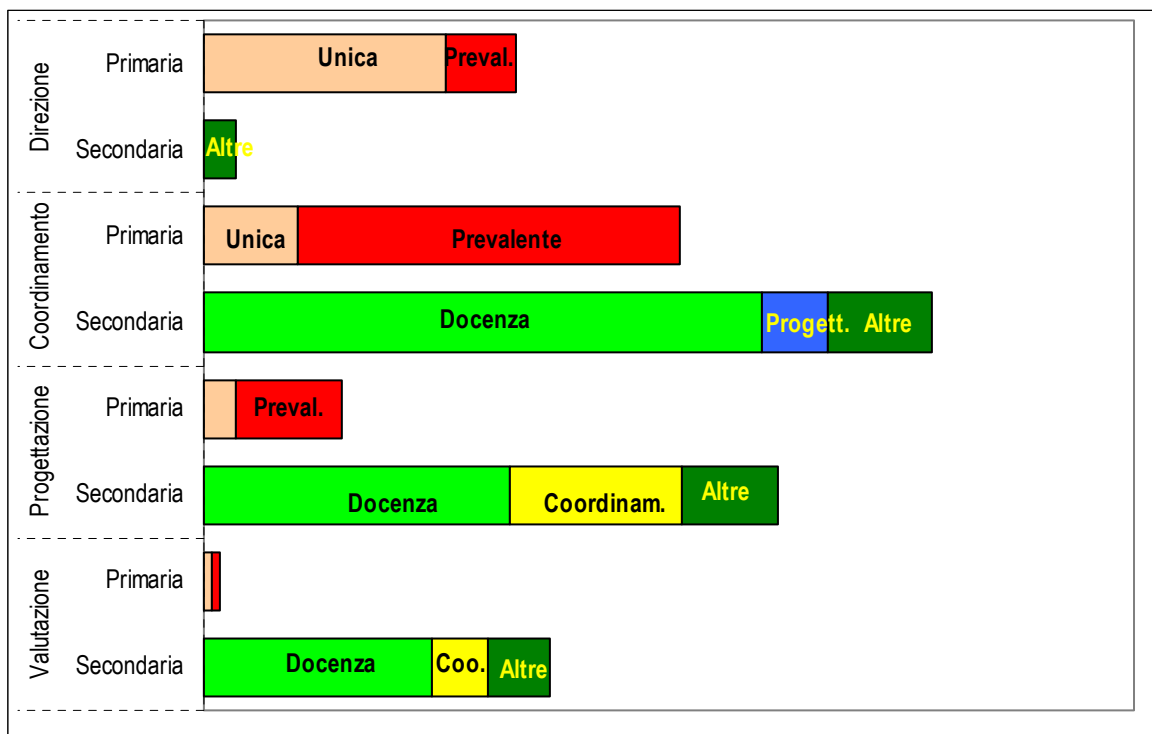 Direzione
Primaria
Unica
Preval.
Secondaria
Altre
Coordinamento
Primaria
Unica
Prevalente
Secondaria
Docenza
Progett.
Altre
Progettazione
Primaria
Preval.
Secondaria
Docenza
Coordinam.
Altre
Valutazione
Primaria
Secondaria
Docenza
Coo.
Altre